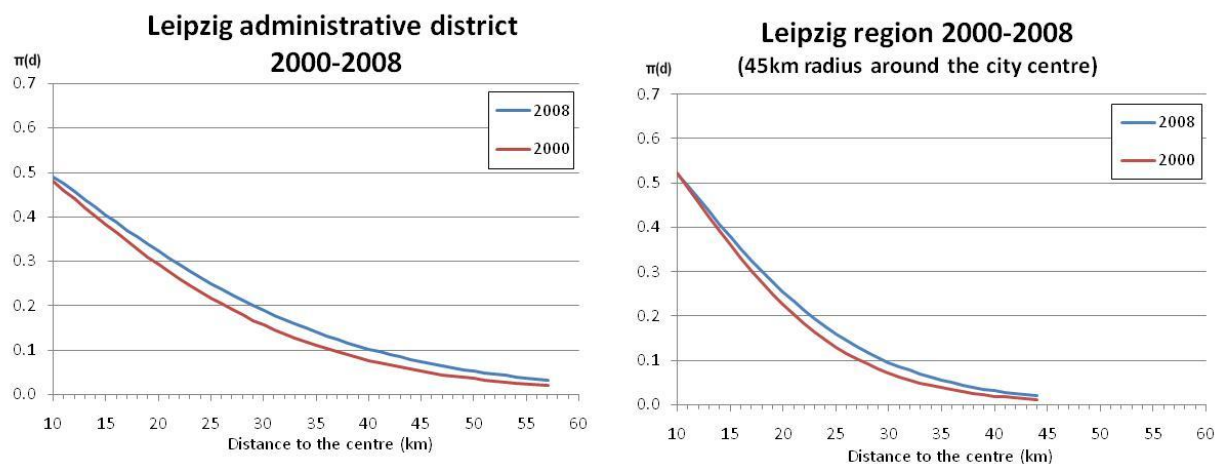 Leipzig administrative district
2000-2008
π(d)
0.7
0.6
0.5
0.4
0.3
0.2
0.1
0.0
2008
2000
10 15 20 25 30 35 40 45 50 55 60
Distance to the centre (km)
Leipzig region 2000-2008
(45km radius around the city centre)
π(d)
0.7
0.6
0.5
0.4
0.3
0.2
0.1
0.0
2008
2000
10 15 20 25 30 35 40 45 50 55 60
Distance to the centre (km)